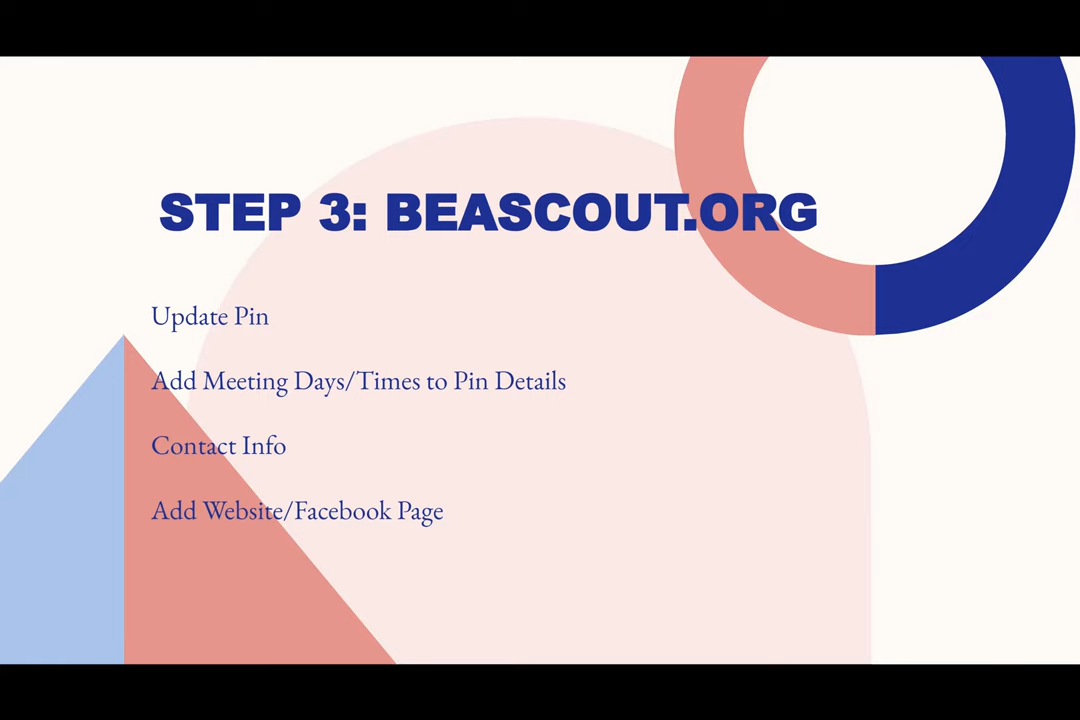 STEP 3: BEASCOUT.ORG
Update Pin
Add Meeting Days/Times to Pin Details
Contact Info
Add Website/Facebook Page